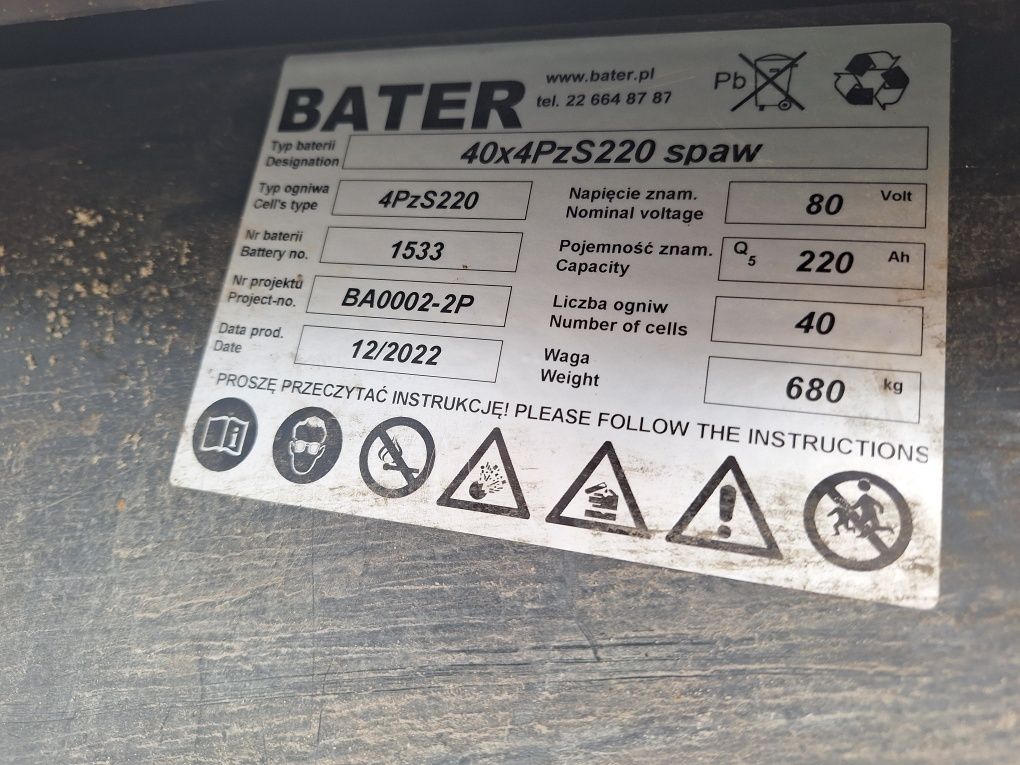 BATER
www.bater.pl
tel. 22 664 87 87
Pb
Typ baterii
Designation
40x4PzS220 spaw
Typ ogniwa
Cell's type
4PzS220
Napięcie znam.
Nominal voltage
80 Volt
Nr baterii
Battery no.
1533
Pojemność znam.
Capacity
Q5 220 Ah
Nr projektu
Project-no.
BA0002-2P
Liczba ogniw
Number of cells
40
Data prod.
Date
12/2022
Waga
Weight
680 kg
PROSZĘ PRZECZYTAĆ INSTRUKCJĘ! PLEASE FOLLOW THE INSTRUCTIONS